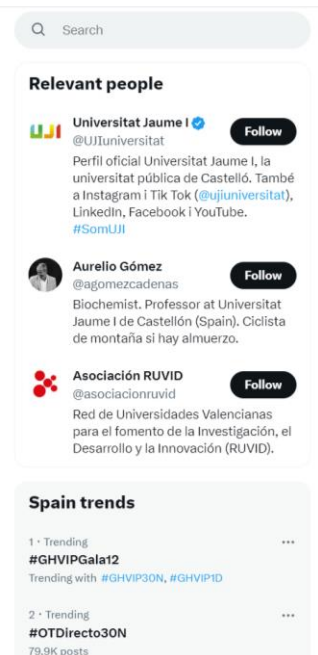 Search
Relevant people
UJI
Universitat Jaume I
@UJIuniversitat
Follow
Perfil oficial Universitat Jaume I, la
universitat pública de Castelló. També
a Instagram i Tik Tok (@ujiuniversitat),
LinkedIn, Facebook i YouTube.
#SomUJI
Aurelio Gómez
@agomezcadenas
Follow
Biochemist. Professor at Universitat
Jaume I de Castellón (Spain). Ciclista
de montaña si hay almuerzo.
Asociación RUVID
@asociacionruvid
Follow
Red de Universidades Valencianas
para el fomento de la Investigación, el
Desarrollo y la Innovación (RUVID).
Spain trends
1 · Trending
#GHVIPGala12
Trending with #GHVIP30N, #GHVIP1D
2 · Trending
#OTDirecto30N
79.9K posts